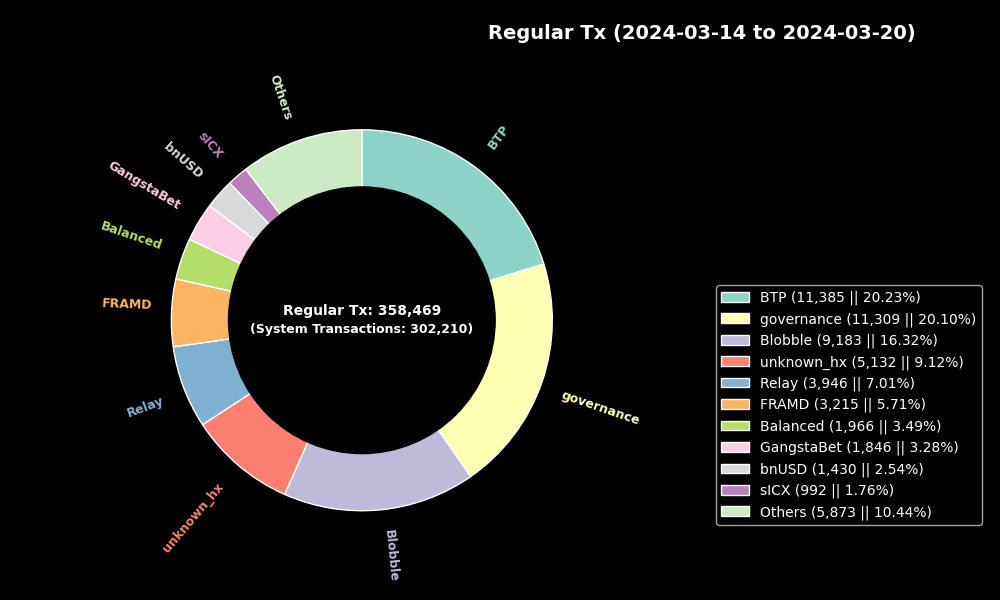 Regular Tx (2024-03-14 to 2024-03-20)
Others
BTP
sICX
bnUSD
GangstaBet
Balanced
FRAMD
Relay
unknown_hx
Blobble
governance
Regular Tx: 358,469
(System Transactions: 302,210)
BTP (11,385 || 20.23%)
governance (11,309 || 20.10%)
Blobble (9,183 || 16.32%)
unknown_hx (5,132 || 9.12%)
Relay (3,946 || 7.01%)
FRAMD (3,215 || 5.71%)
Balanced (1,966 || 3.49%)
GangstaBet (1,846 || 3.28%)
bnUSD (1,430 || 2.54%)
sICX (992 || 1.76%)
Others (5,873 || 10.44%)